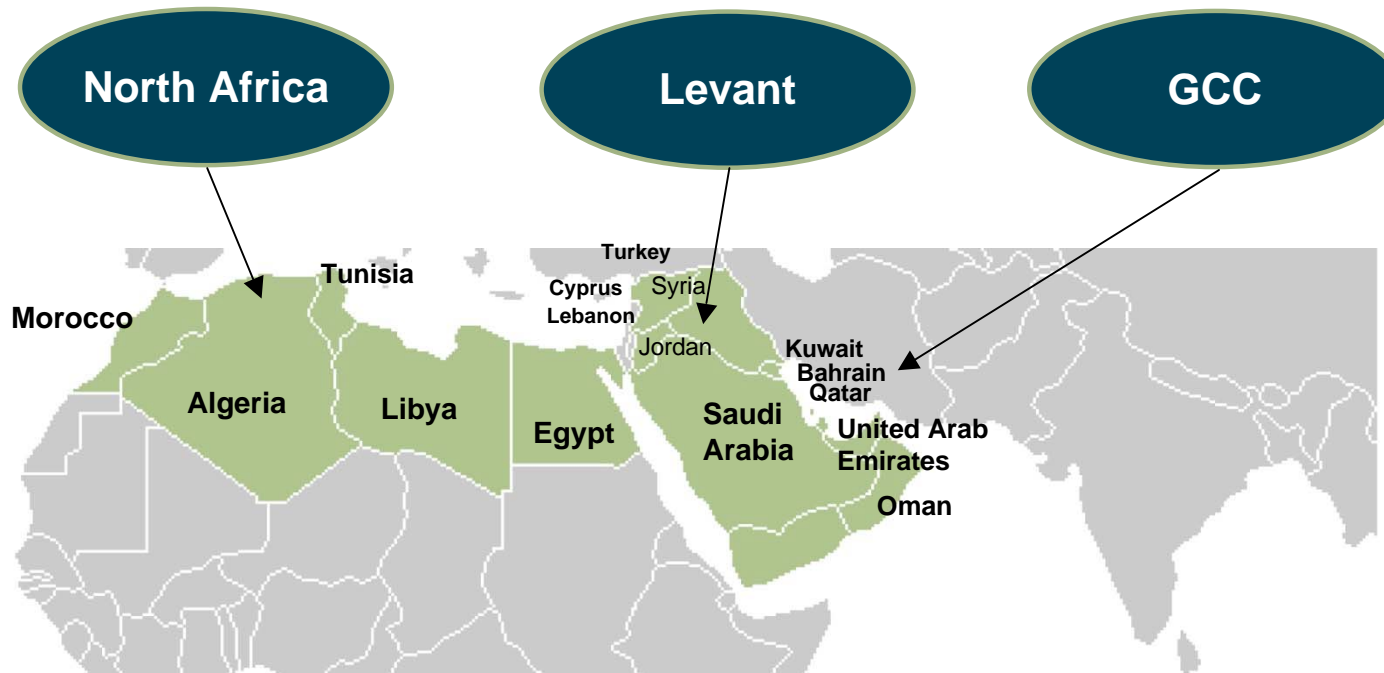 North Africa
Levant
GCC
Turkey
Tunisia
Cyprus
Syria
Lebanon
Morocco
Jordan
Kuwait
Bahrain
Qatar
Algeria
Libya
Egypt
Saudi
Arabia
United Arab
Emirates
Oman